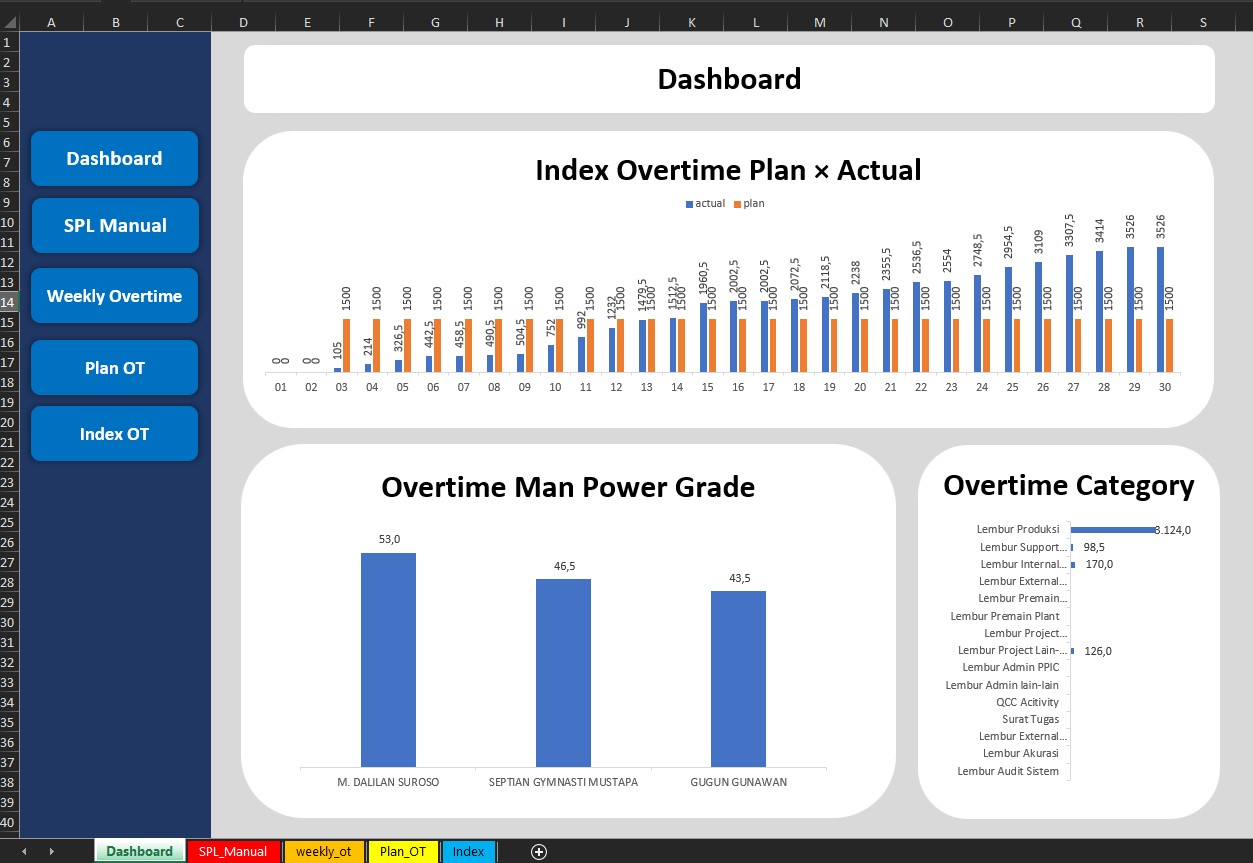 A B C D E F G H I J K L M N O P Q R S
1
2
3
4
5
6
7
8
9
10
11
12
13
14
15
16
17
18
19
20
21
22
23
24
25
26
27
28
29
30
31
32
33
34
35
36
37
38
39
40
Dashboard
SPL Manual
Weekly Overtime
Plan OT
Index OT
Dashboard
Index Overtime Plan × Actual
actual plan
0 0 105 214 326,5 442,5 458,5 490,5 504,5 752 992 1232 1479,5 1512,5 1960,5 2002,5 2002,5 2072,5 2118,5 2238 2355,5 2536,5 2554 2748,5 2954,5 3109 3307,5 3414 3526 3526
0 0 1500 1500 1500 1500 1500 1500 1500 1500 1500 1500 1500 1500 1500 1500 1500 1500 1500 1500 1500 1500 1500 1500 1500 1500 1500 1500 1500 1500
01 02 03 04 05 06 07 08 09 10 11 12 13 14 15 16 17 18 19 20 21 22 23 24 25 26 27 28 29 30
Overtime Man Power Grade
53,0
46,5
43,5
M. DALILAN SUROSO SEPTIAN GYMNASTI MUSTAPA GUGUN GUNAWAN
Overtime Category
Lembur Produksi 3.124,0
Lembur Support... 98,5
Lembur Internal... 170,0
Lembur External...
Lembur Premain...
Lembur Premain Plant
Lembur Project...
Lembur Project Lain-... 126,0
Lembur Admin PPIC
Lembur Admin lain-lain
QCC Acitivity
Surat Tugas
Lembur External...
Lembur Akurasi
Lembur Audit Sistem
Dashboard SPL_Manual weekly_ot Plan_OT Index